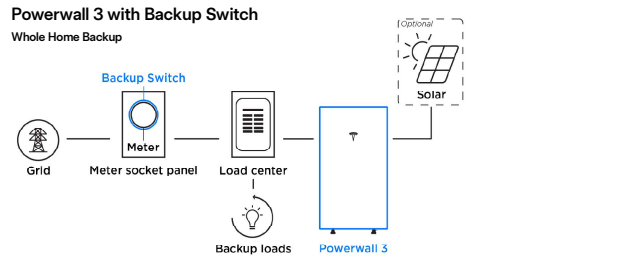 Powerwall 3 with Backup Switch
Whole Home Backup
Optional
Solar
Backup Switch
Meter
Grid
Meter socket panel
Load center
Backup loads
Powerwall 3